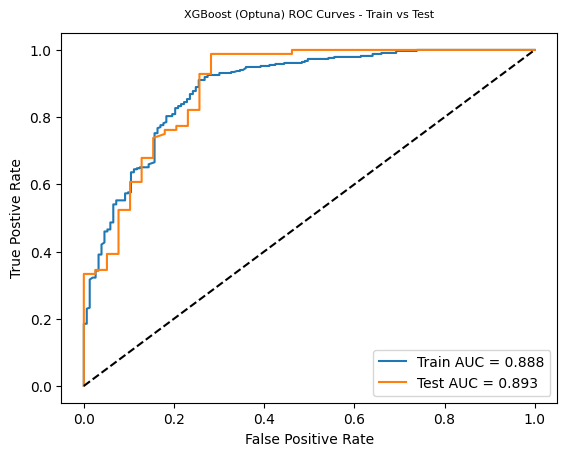 XGBoost (Optuna) ROC Curves - Train vs Test
1.0
0.8
0.6
0.4
0.2
0.0
True Postive Rate
0.0 0.2 0.4 0.6 0.8 1.0
False Positive Rate
Train AUC = 0.888
Test AUC = 0.893